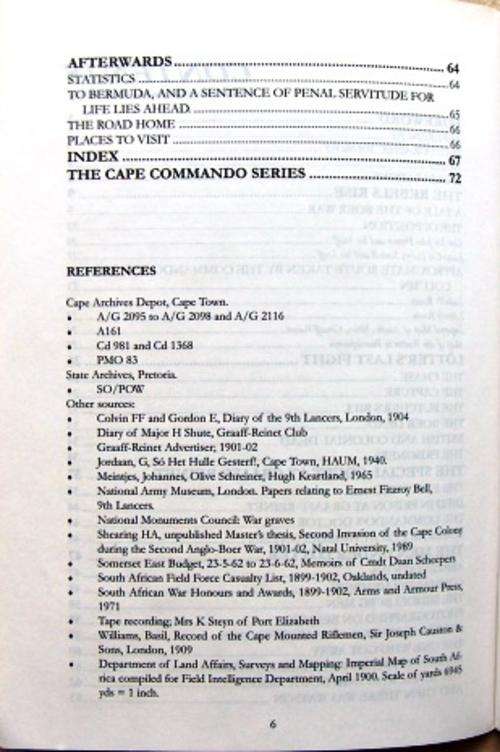 AFTERWARDS ........ 64
STATISTICS ........ 64
TO BERMUDA, AND A SENTENCE OF PENAL SERVITUDE FOR
LIFE LIES AHEAD ........ 65
THE ROAD HOME ........ 66
PLACES TO VISIT ........ 66
INDEX ........ 67
THE CAPE COMMANDO SERIES ........ 72
REFERENCES
Cape Archives Depot, Cape Town.
• A/G 2095 to A/G 2098 and A/G 2116
• A161
• Cd 981 and Cd 1368
• PMO 83
State Archives, Pretoria.
• SO/POW
Other sources:
• Colvin FF and Gordon E, Diary of the 9th Lancers, London, 1904
• Diary of Major H Shute, Graaff-Reinet Club
• Graaff-Reinet Advertiser, 1901-02
• Jordaan, G, Só Het Hulle Gesterf!, Cape Town, HAUM, 1940.
• Meintjes, Johannes, Olive Schreiner, Hugh Keartland, 1965
• National Army Museum, London. Papers relating to Ernest Fitzroy Bell,
9th Lancers.
• National Monuments Council: War graves
• Shearing HA, unpublished Master's thesis, Second Invasion of the Cape Colony
during the Second Anglo-Boer War, 1901-02, Natal University, 1989
• Somerset East Budget, 23-5-62 to 23-6-62, Memoirs of Cmdt Daan Scheepers
• South African Field Force Casualty List, 1899-1902, Oaklands, undated
• South African War Honours and Awards, 1899-1902, Arms and Armour Press,
1971
• Tape recording; Mrs K Steyn of Port Elizabeth
• Williams, Basil, Record of the Cape Mounted Riflemen, Sir Joseph Causton &
Sons, London, 1909
• Department of Land Affairs, Surveys and Mapping: Imperial Map of South Af-
rica compiled for Field Intelligence Department, April 1900. Scale of yards
yds = 1 inch.
6